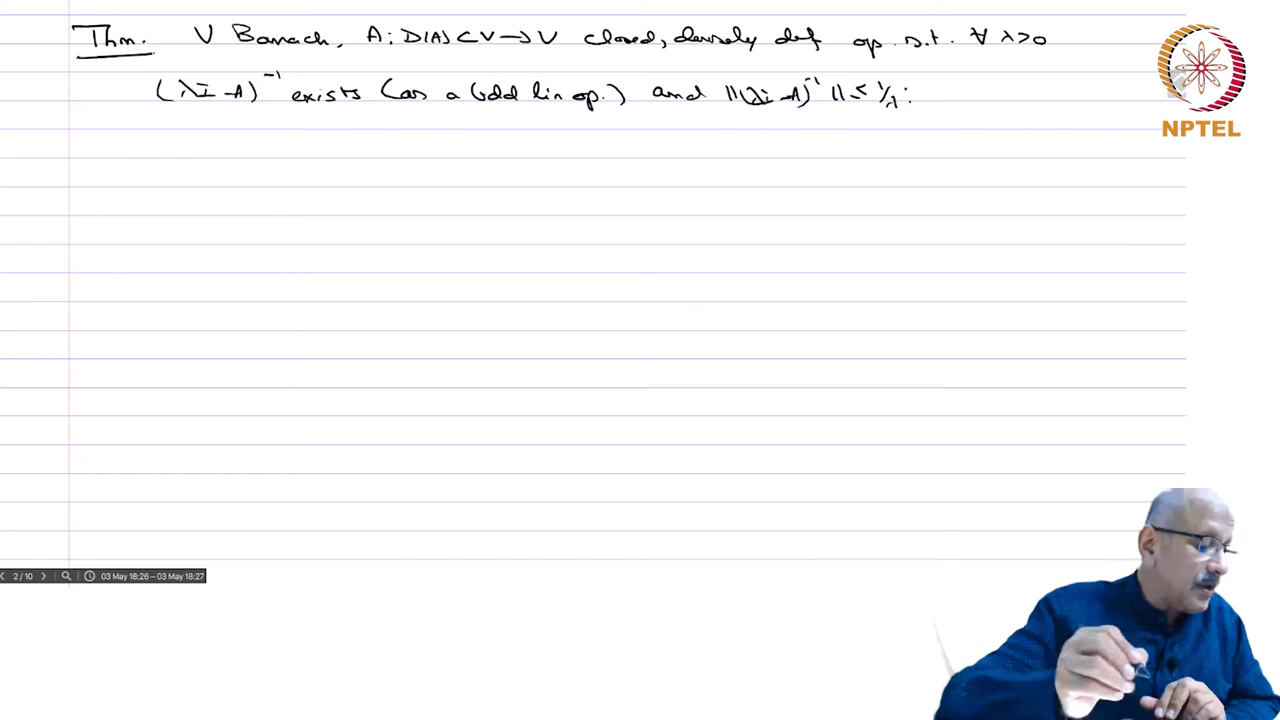 Thm. V Banach, A: D(A) ⊂ V → V closed, densely def op. s.t. ∀ λ>0
(λI-A)⁻¹ exists (as a bdd lin op.) and ‖(λI-A)⁻¹‖ ≤ 1/λ.
NPTEL
2 / 10 03 May 18:26 – 03 May 18:27